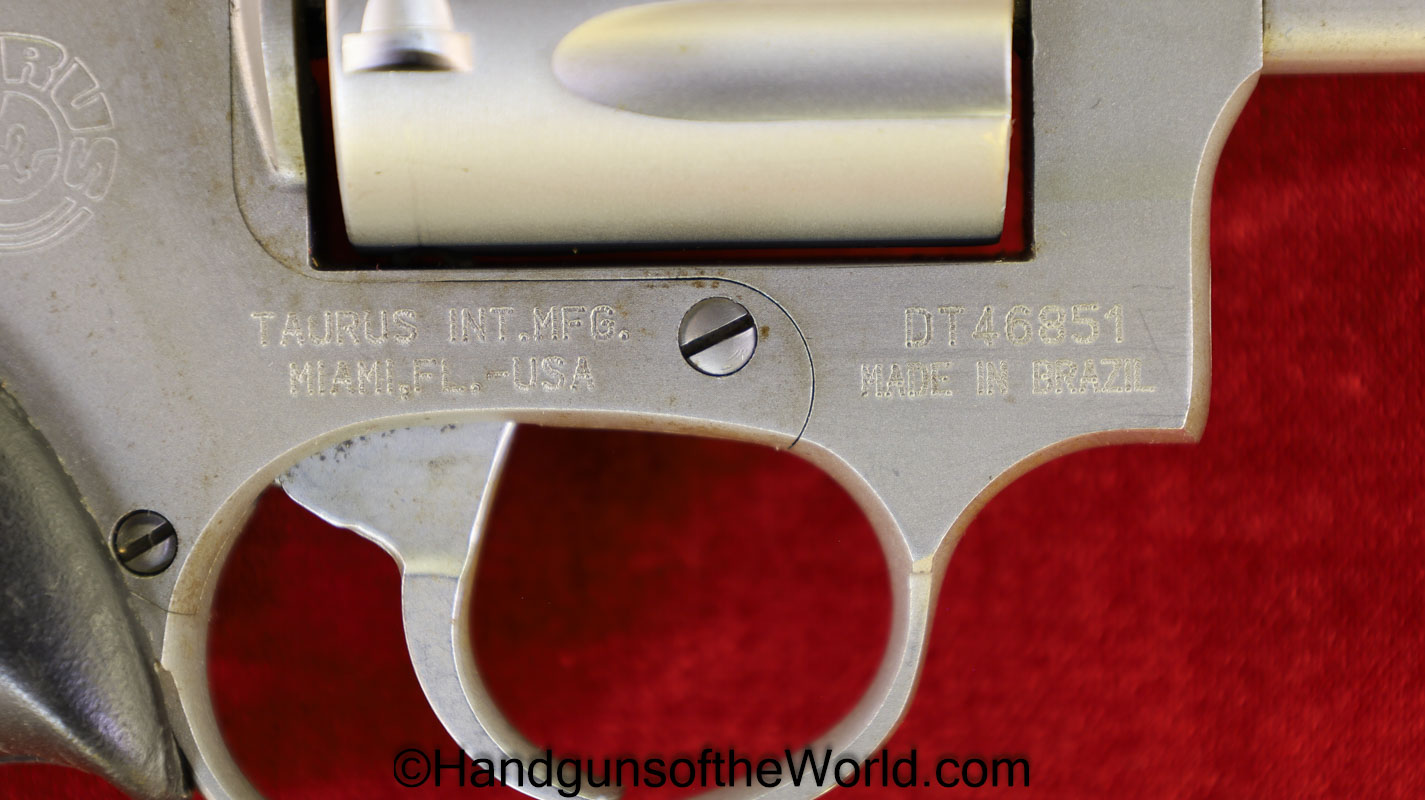 TAURUS INT.MFG.
MIAMI,FL.-USA
DT46851
MADE IN BRAZIL
©HandgunsoftheWorld.com